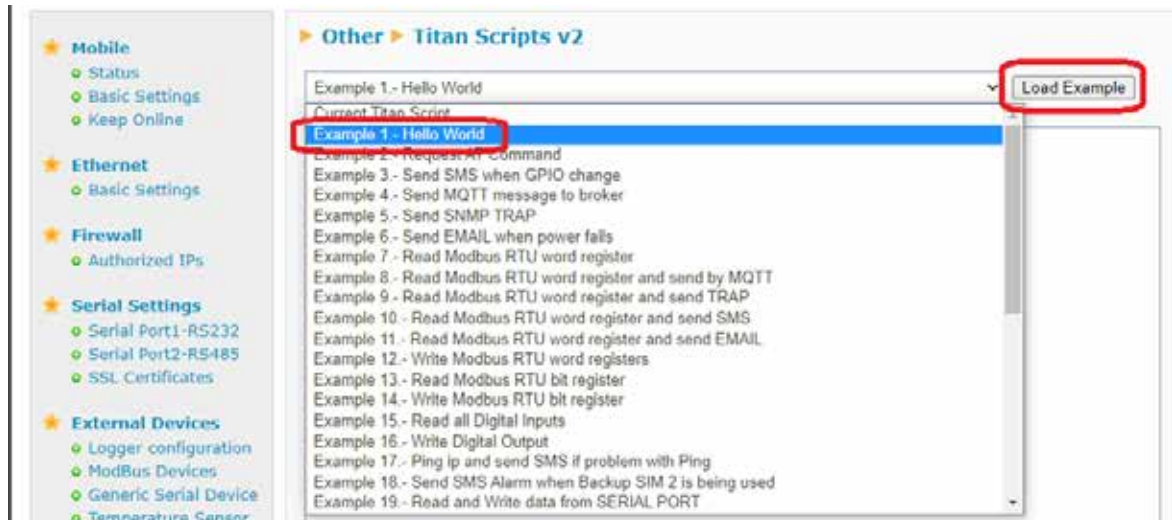 Mobile
Status
Basic Settings
Keep Online
Ethernet
Basic Settings
Firewall
Authorized IPs
Serial Settings
Serial Port1-RS232
Serial Port2-RS485
SSL Certificates
External Devices
Logger configuration
ModBus Devices
Generic Serial Device
Temperature Sensor
Other ► Titan Scripts v2
Example 1.- Hello World
Load Example
Current Titan Script
Example 1.- Hello World
Example 2.- Request AT Command
Example 3.- Send SMS when GPIO change
Example 4.- Send MQTT message to broker
Example 5.- Send SNMP TRAP
Example 6.- Send EMAIL when power fails
Example 7.- Read Modbus RTU word register
Example 8.- Read Modbus RTU word register and send by MQTT
Example 9.- Read Modbus RTU word register and send TRAP
Example 10.- Read Modbus RTU word register and send SMS
Example 11.- Read Modbus RTU word register and send EMAIL
Example 12.- Write Modbus RTU word registers
Example 13.- Read Modbus RTU bit register
Example 14.- Write Modbus RTU bit register
Example 15.- Read all Digital Inputs
Example 16.- Write Digital Output
Example 17.- Ping ip and send SMS if problem with Ping
Example 18.- Send SMS Alarm when Backup SIM 2 is being used
Example 19.- Read and Write data from SERIAL PORT